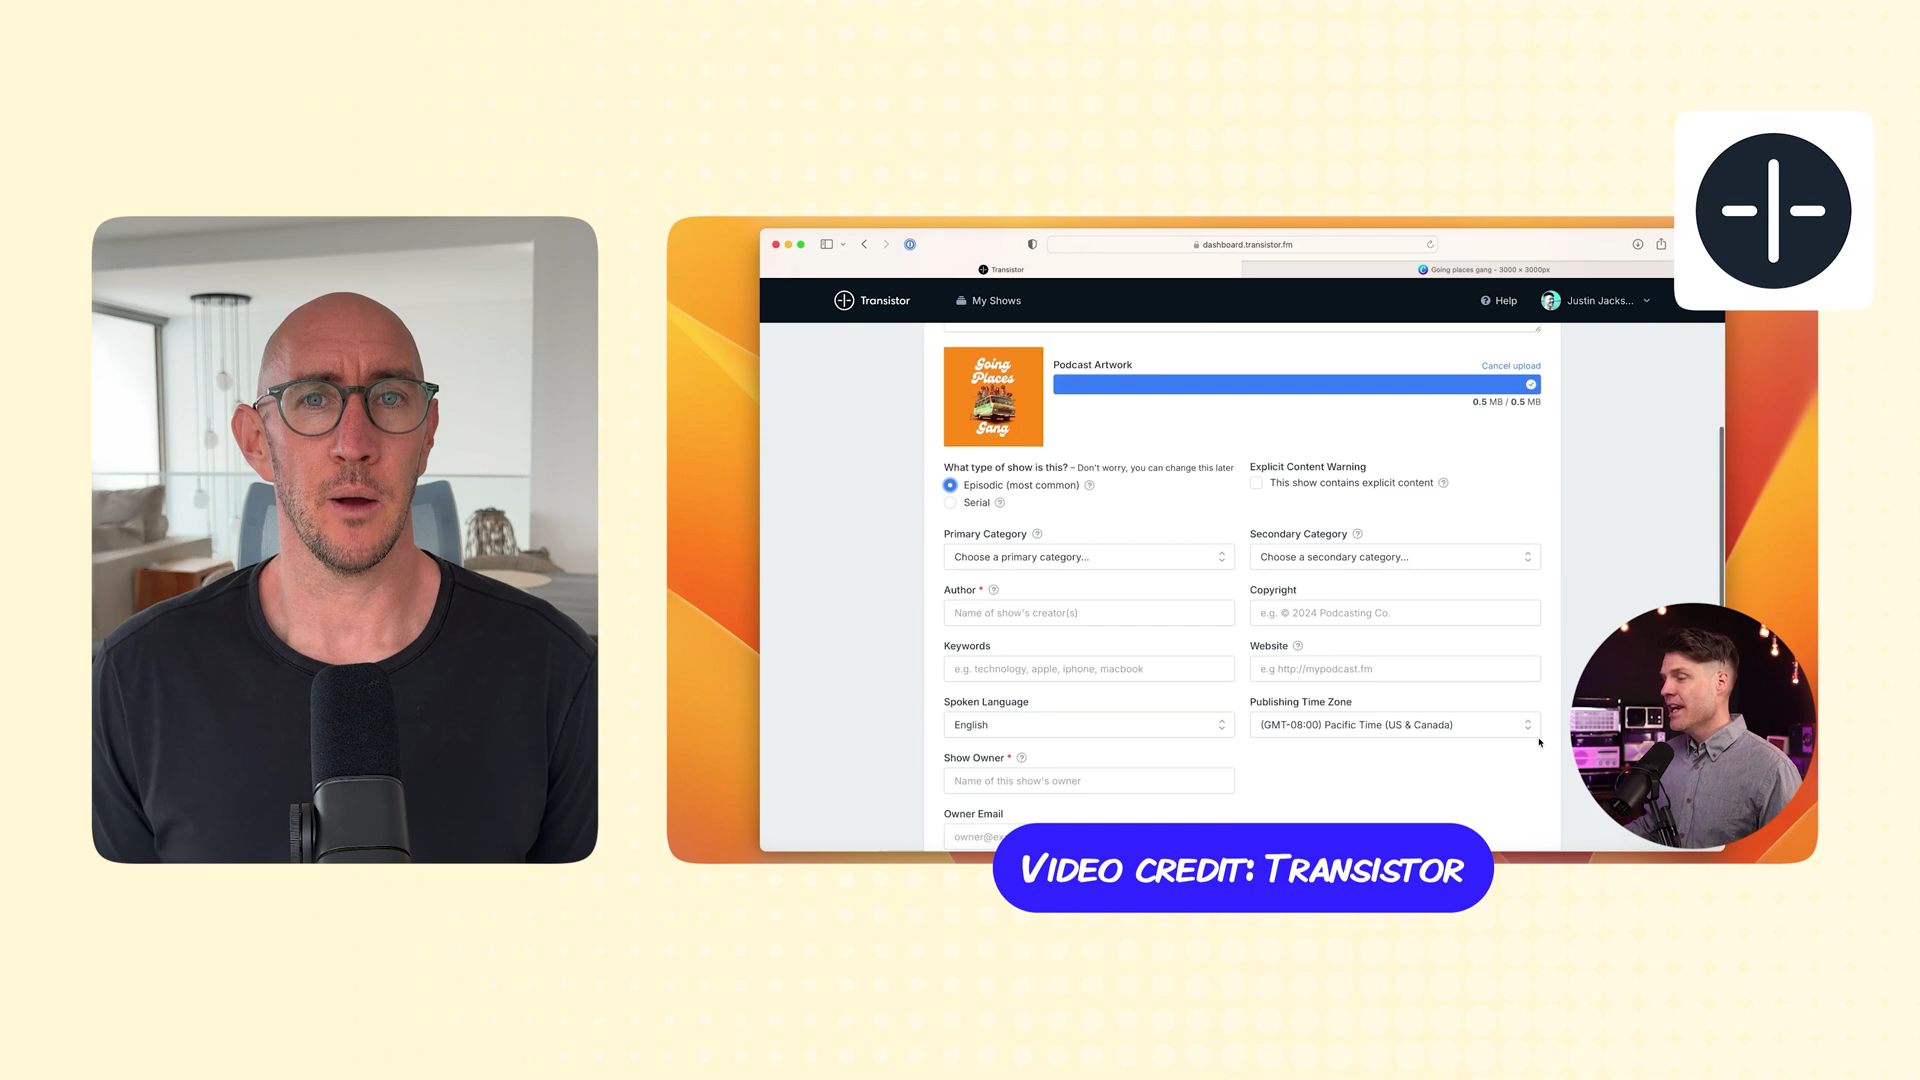 dashboard.transistor.fm
Transistor
Going places gang - 3000 × 3000px
Transistor
My Shows
Help
Justin Jacks...
Going
Places
Gang
Podcast Artwork
Cancel upload
0.5 MB / 0.5 MB
What type of show is this? – Don't worry, you can change this later
Episodic (most common)
Serial
Explicit Content Warning
This show contains explicit content
Primary Category
Choose a primary category...
Secondary Category
Choose a secondary category...
Author *
Name of show's creator(s)
Copyright
e.g. © 2024 Podcasting Co.
Keywords
e.g. technology, apple, iphone, macbook
Website
e.g http://mypodcast.fm
Spoken Language
English
Publishing Time Zone
(GMT-08:00) Pacific Time (US & Canada)
Show Owner *
Name of this show's owner
Owner Email
VIDEO CREDIT: TRANSISTOR